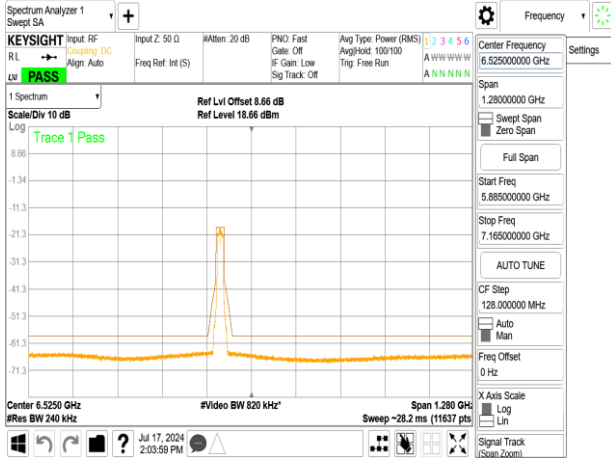 Spectrum Analyzer 1
Swept SA
▼
+
Frequency
▼
KEYSIGHT
RL
LXI
PASS
Input: RF
Coupling: DC
Align: Auto
Input Z: 50 Ω
Freq Ref: Int (S)
#Atten: 20 dB
PNO: Fast
Gate: Off
IF Gain: Low
Sig Track: Off
Avg Type: Power (RMS)
Avg|Hold: 100/100
Trig: Free Run
1 2 3 4 5 6
A W W W W W
A N N N N N
1 Spectrum
▼
Scale/Div 10 dB
Log
Ref Lvl Offset 8.66 dB
Ref Level 18.66 dBm
Trace 1 Pass
8.66
-1.34
-11.3
-21.3
-31.3
-41.3
-51.3
-61.3
-71.3
Center 6.5250 GHz
#Res BW 240 kHz
#Video BW 820 kHz*
Span 1.280 GHz
Sweep ~28.2 ms (11637 pts
Jul 17, 2024
2:03:59 PM
?
Center Frequency
6.525000000 GHz
Settings
Span
1.28000000 GHz
Swept Span
Zero Span
Full Span
Start Freq
5.885000000 GHz
Stop Freq
7.165000000 GHz
AUTO TUNE
CF Step
128.000000 MHz
Auto
Man
Freq Offset
0 Hz
X Axis Scale
Log
Lin
Signal Track
(Span Zoom)